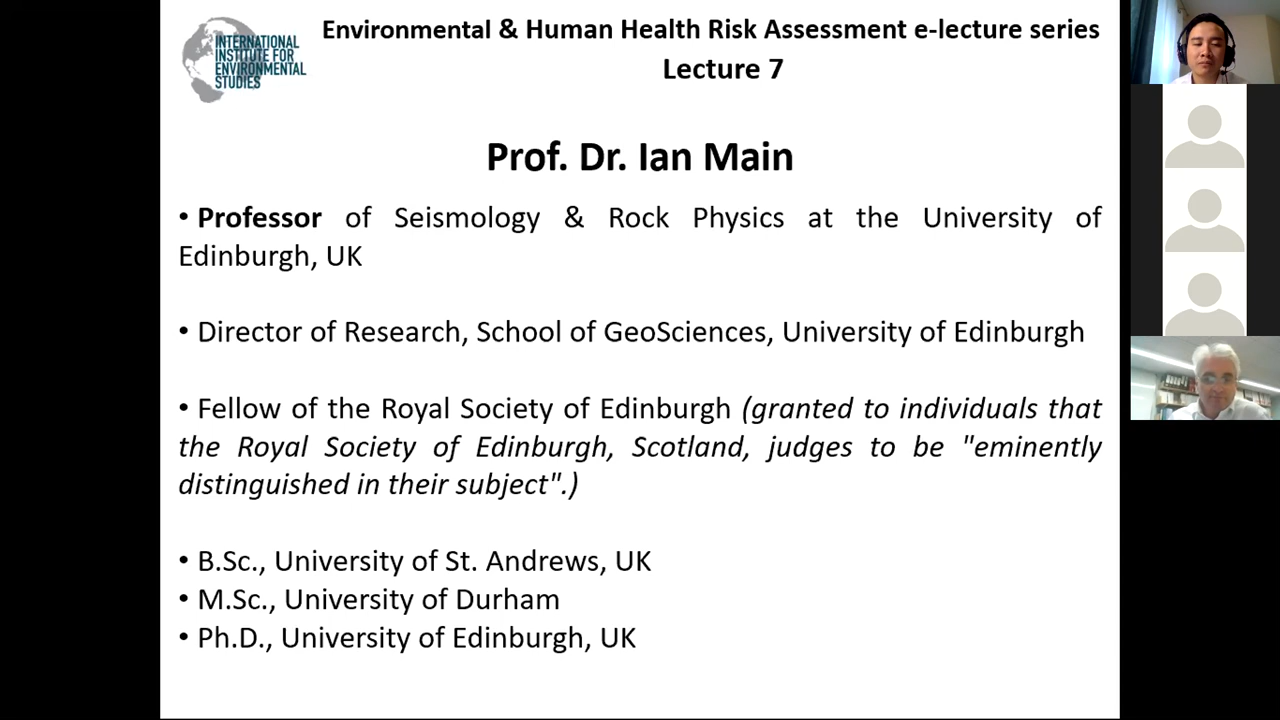 INTERNATIONAL
INSTITUTE FOR
ENVIRONMENTAL
STUDIES
Environmental & Human Health Risk Assessment e-lecture series
Lecture 7
Prof. Dr. Ian Main
• Professor of Seismology & Rock Physics at the University of
Edinburgh, UK
• Director of Research, School of GeoSciences, University of Edinburgh
• Fellow of the Royal Society of Edinburgh (granted to individuals that
the Royal Society of Edinburgh, Scotland, judges to be "eminently
distinguished in their subject".)
• B.Sc., University of St. Andrews, UK
• M.Sc., University of Durham
• Ph.D., University of Edinburgh, UK